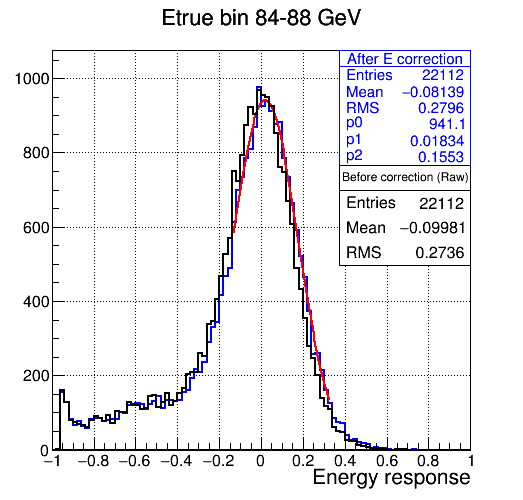 Etrue bin 84-88 GeV
After E correction
Entries 22112
Mean −0.08139
RMS 0.2796
p0 941.1
p1 0.01834
p2 0.1553
Before correction (Raw)
Entries 22112
Mean −0.09981
RMS 0.2736
1000
800
600
400
200
0
−1 −0.8 −0.6 −0.4 −0.2 0 0.2 0.4 0.6 0.8 1
Energy response